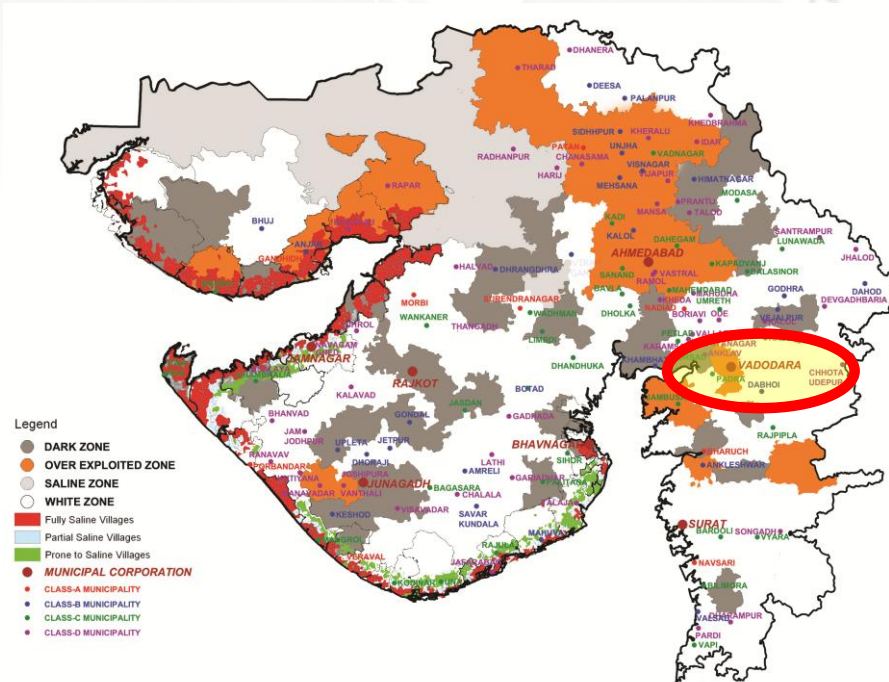 DHANERA
THARAD
DEESA
PALANPUR
KHEDBRAHMA
SIDHHPUR
KHERALU
IDAR
PATAN
UNJHA
VADNAGAR
RADHANPUR
CHANASAMA
VISNAGAR
HARIJ
HIMATNAGAR
MEHSANA
MODASA
RAPAR
PRANTIJ
MANSA
TALOD
KADI
BHUJ
KALOL
DAHEGAM
SANTRAMPUR
LUNAWADA
ANJAR
JHALOD
AHMEDABAD
KAPADVANJ
HALVAD
DHRANGDHRA
SANAND
VASTRAL
BALASINOR
RAMOL
DAHOD
BAVLA
MAHEMDABAD
GODHRA
MORBI
SURENDRANAGAR
KHEDA
DEVGADHBARIA
WANKANER
WADHWAN
DHOLKA
UMRETH
BORIAVI
ODE
THANGADH
LIMBDI
JAMNAGAR
DHANDHUKA
ANKLAV
RAJKOT
VADODARA
CHHOTA
UDEPUR
PADRA
KALAVAD
BOTAD
DABHOI
JASDAN
Legend
GADHADA
BHANVAD
GONDAL
DARK ZONE
JAM
JODHPUR
UPLETA
JETPUR
RAJPIPLA
OVER EXPLOITED ZONE
BHAVNAGAR
RANAVAV
DHORAJI
LATHI
SIHOR
SALINE ZONE
PORBANDAR
AMRELI
ANKLESHWAR
WHITE ZONE
JUNAGADH
VANTHALI
BAGASARA
CHALALA
Fully Saline Villages
KESHOD
VISAVADAR
SAVAR
KUNDALA
Partial Saline Villages
SURAT
BARDOLI
SONGADH
VYARA
Prone to Saline Villages
VERAVAL
MUNICIPAL CORPORATION
NAVSARI
CLASS-A MUNICIPALITY
CLASS-B MUNICIPALITY
CLASS-C MUNICIPALITY
VALSAD
CLASS-D MUNICIPALITY
PARDI
VAPI